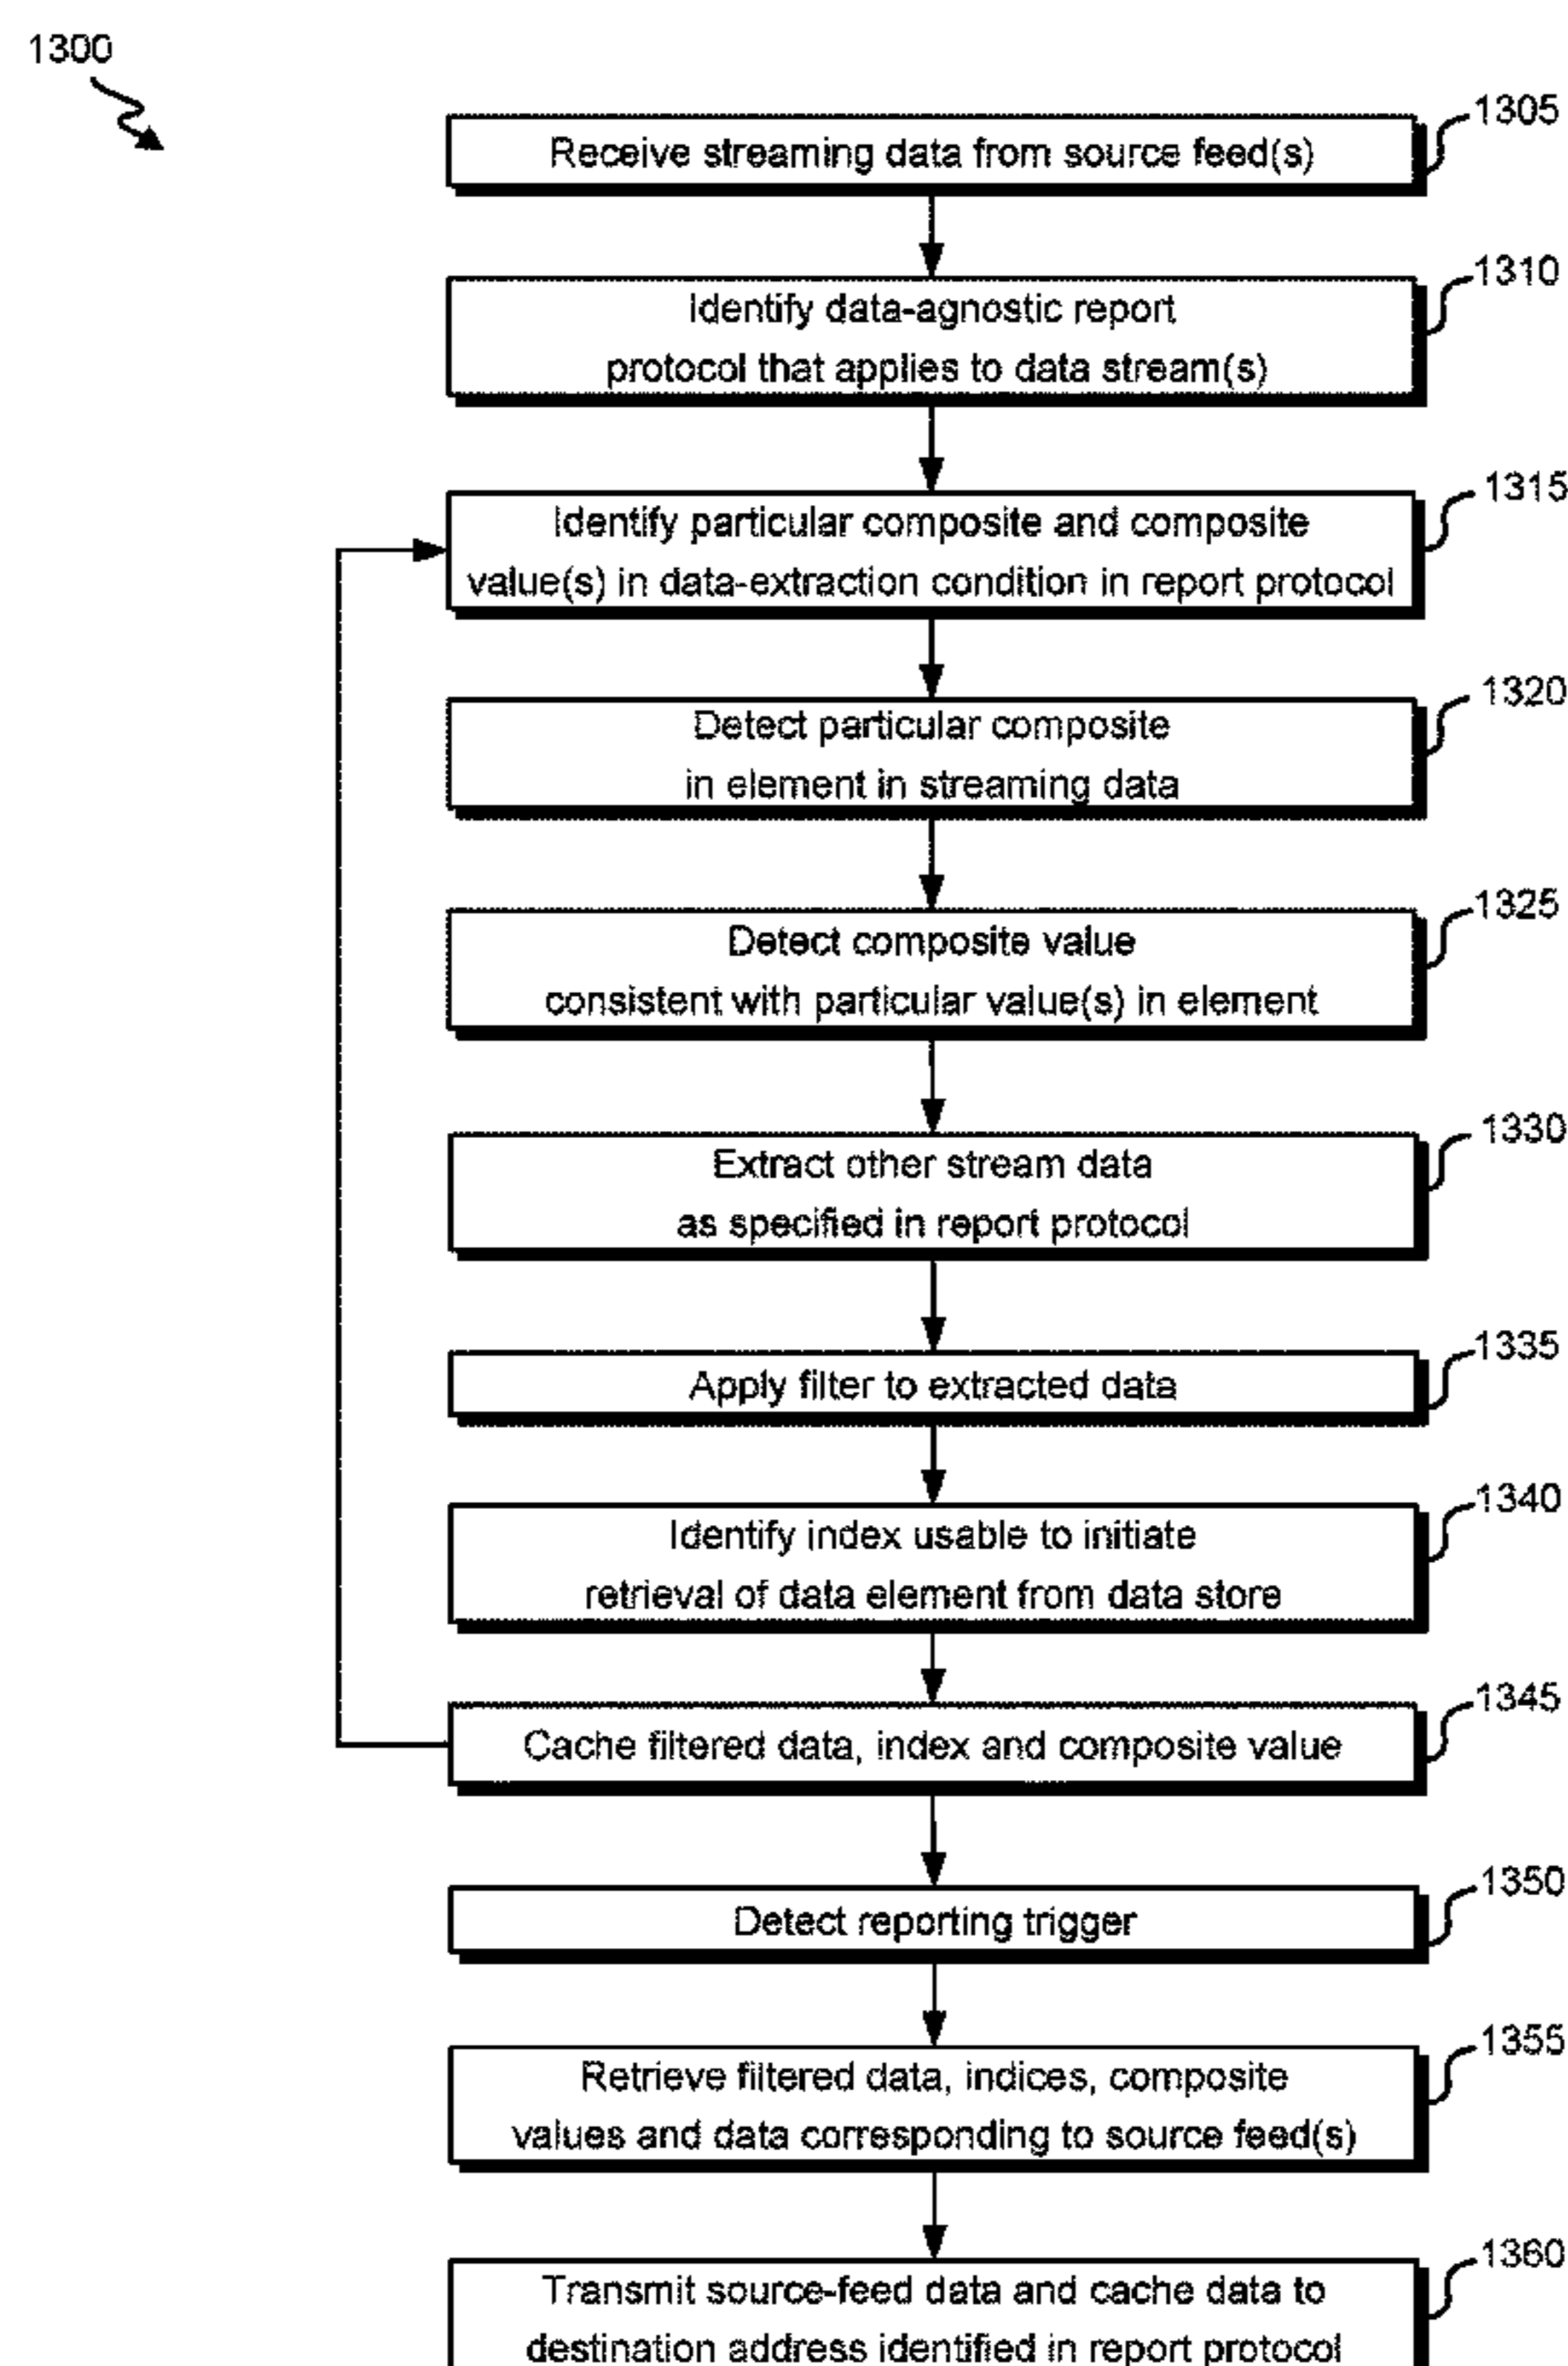 1300
1305
Receive streaming data from source feed(s)
1310
Identify data-agnostic report
protocol that applies to data stream(s)
1315
Identify particular composite and composite
value(s) in data-extraction condition in report protocol
1320
Detect particular composite
in element in streaming data
1325
Detect composite value
consistent with particular value(s) in element
1330
Extract other stream data
as specified in report protocol
1335
Apply filter to extracted data
1340
Identify index usable to initiate
retrieval of data element from data store
1345
Cache filtered data, index and composite value
1350
Detect reporting trigger
1355
Retrieve filtered data, indices, composite
values and data corresponding to source feed(s)
1360
Transmit source-feed data and cache data to
destination address identified in report protocol